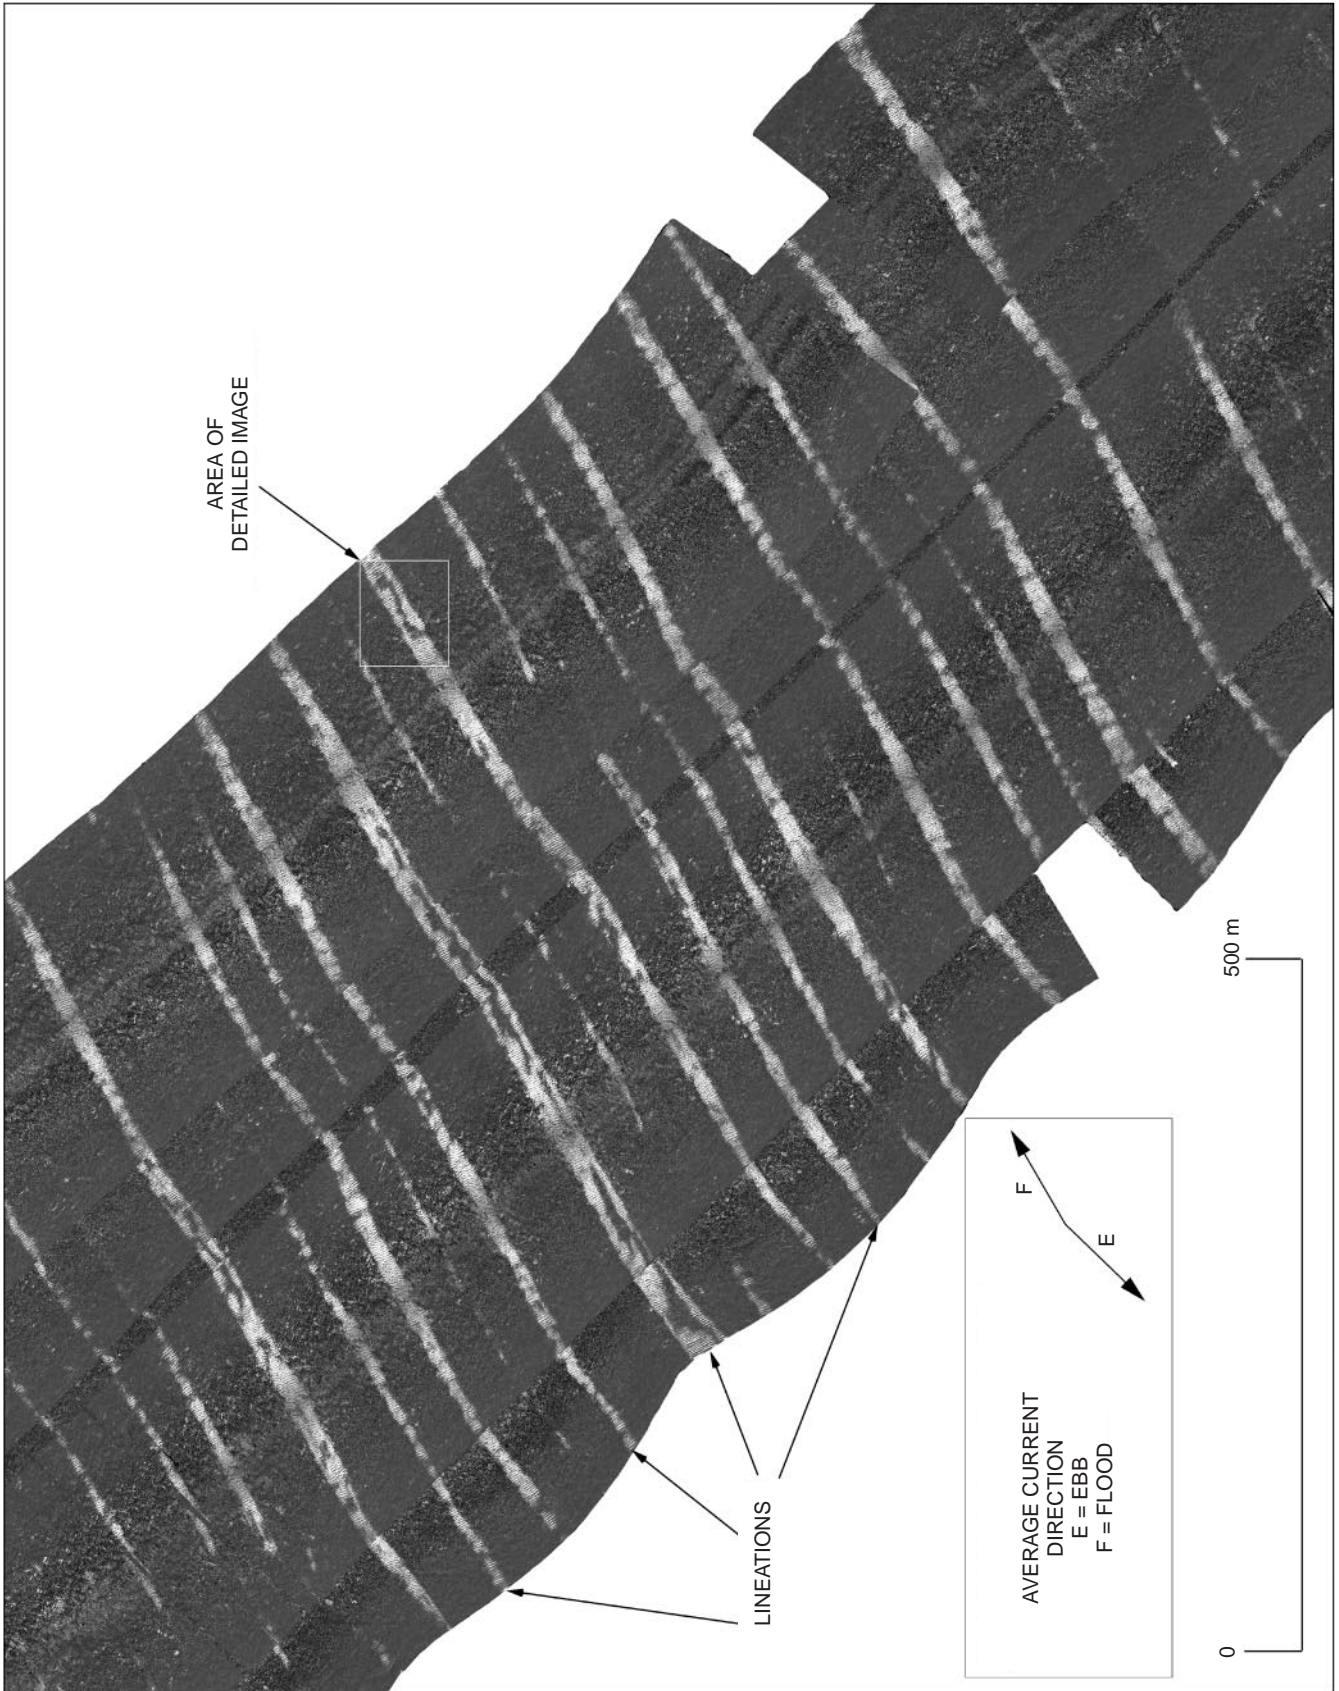 AREA OF
DETAILED IMAGE
LINEATIONS
AVERAGE CURRENT
DIRECTION
E = EBB
F = FLOOD
F
E
0
500 m